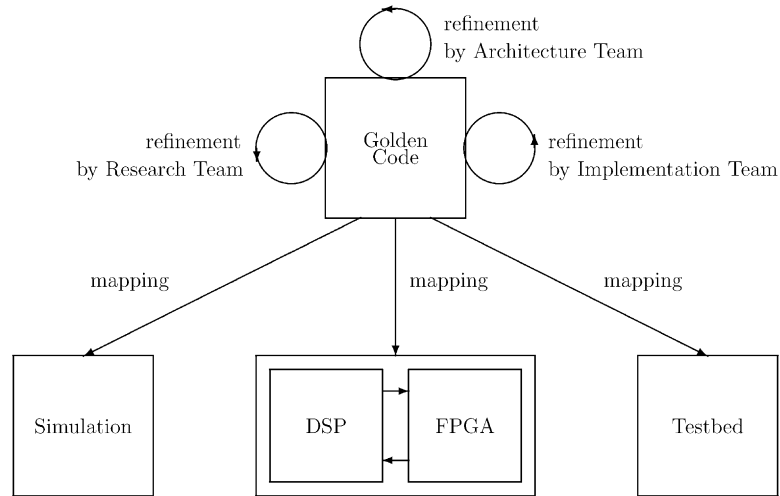 refinement
by Architecture Team
refinement
by Research Team
Golden
Code
refinement
by Implementation Team
mapping
mapping
mapping
Simulation
DSP
FPGA
Testbed